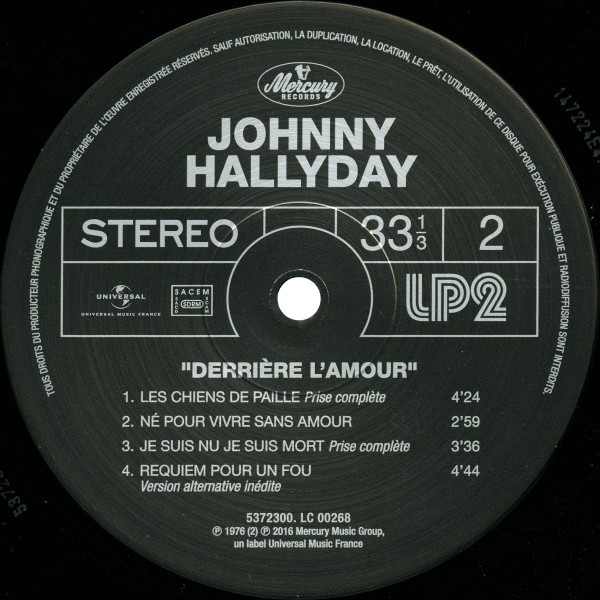 TOUS DROITS DU PRODUCTEUR PHONOGRAPHIQUE ET DU PROPRIÉTAIRE DE L'ŒUVRE ENREGISTRÉE RÉSERVÉS. SAUF AUTORISATION, LA DUPLICATION, LA LOCATION, LE PRÊT, L'UTILISATION DE CE DISQUE POUR EXÉCUTION PUBLIQUE ET RADIODIFFUSION SONT INTERDITS.
Mercury
RECORDS
JOHNNY
HALLYDAY
STEREO 33 1/3 2
UNIVERSAL
UNIVERSAL MUSIC FRANCE
SACEM
SACD SDRM SCAM
LP2
"DERRIÈRE L'AMOUR"
1. LES CHIENS DE PAILLE Prise complète 4'24
2. NÉ POUR VIVRE SANS AMOUR 2'59
3. JE SUIS NU JE SUIS MORT Prise complète 3'36
4. REQUIEM POUR UN FOU 4'44
Version alternative inédite
5372300. LC 00268
℗ 1976 (2) ℗ 2016 Mercury Music Group,
un label Universal Music France